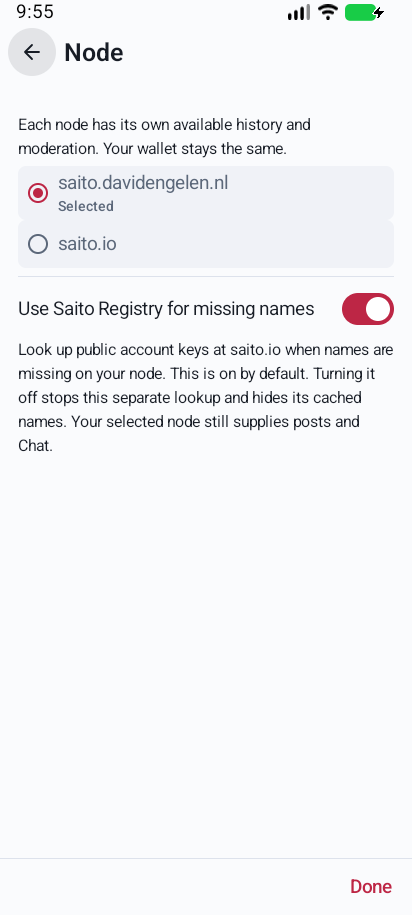 9:55
Node
Each node has its own available history and
moderation. Your wallet stays the same.
saito.davidengelen.nl
Selected
saito.io
Use Saito Registry for missing names
Look up public account keys at saito.io when names are
missing on your node. This is on by default. Turning it
off stops this separate lookup and hides its cached
names. Your selected node still supplies posts and
Chat.
Done